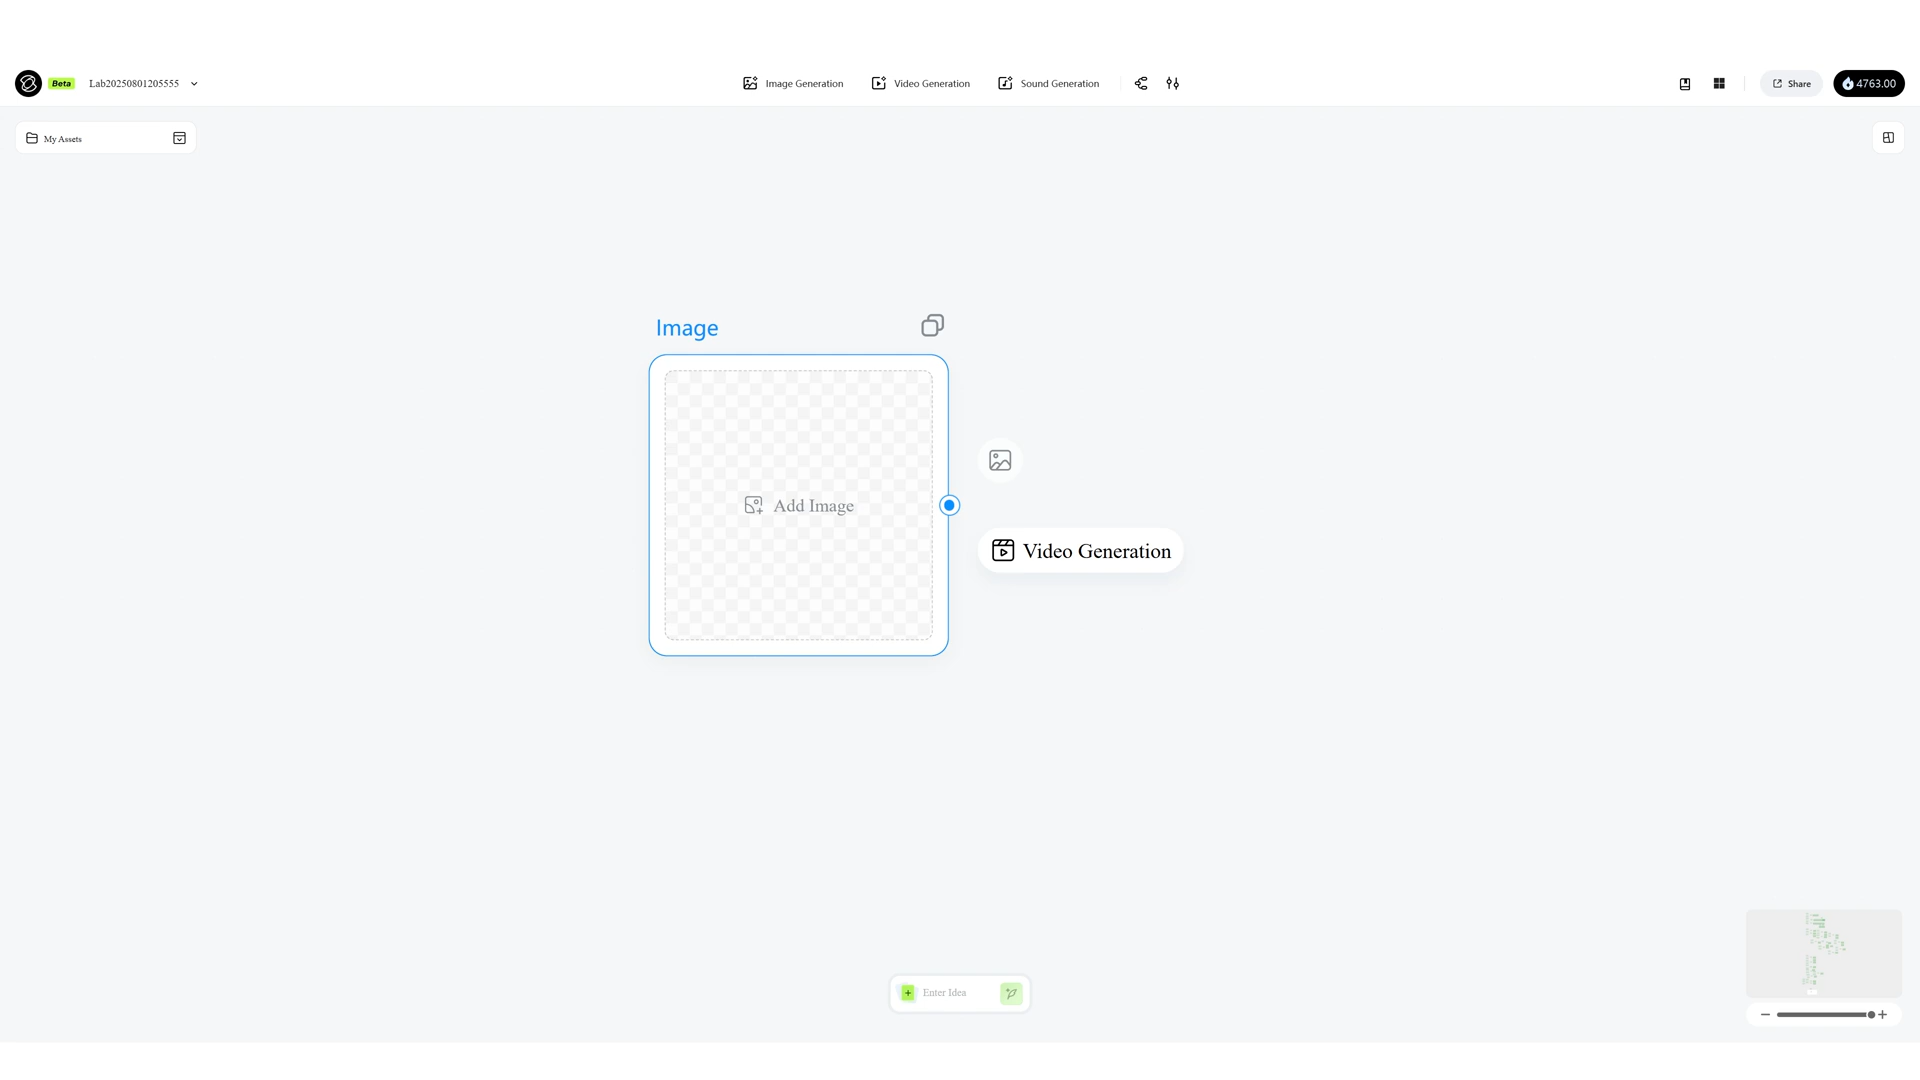 Beta
Lab20250801205555
Image Generation
Video Generation
Sound Generation
Share
4763.00
My Assets
Image
Add Image
Video Generation
Enter Idea